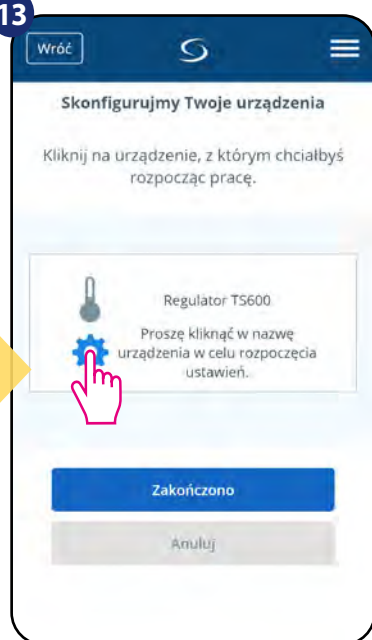 13
Wróć
Skonfigurujmy Twoje urządzenia
Kliknij na urządzenie, z którym chciałbyś
rozpocząc pracę.
Regulator TS600
Proszę kliknąć w nazwę
urządzenia w celu rozpoczęcia
ustawień.
Zakończono
Anuluj